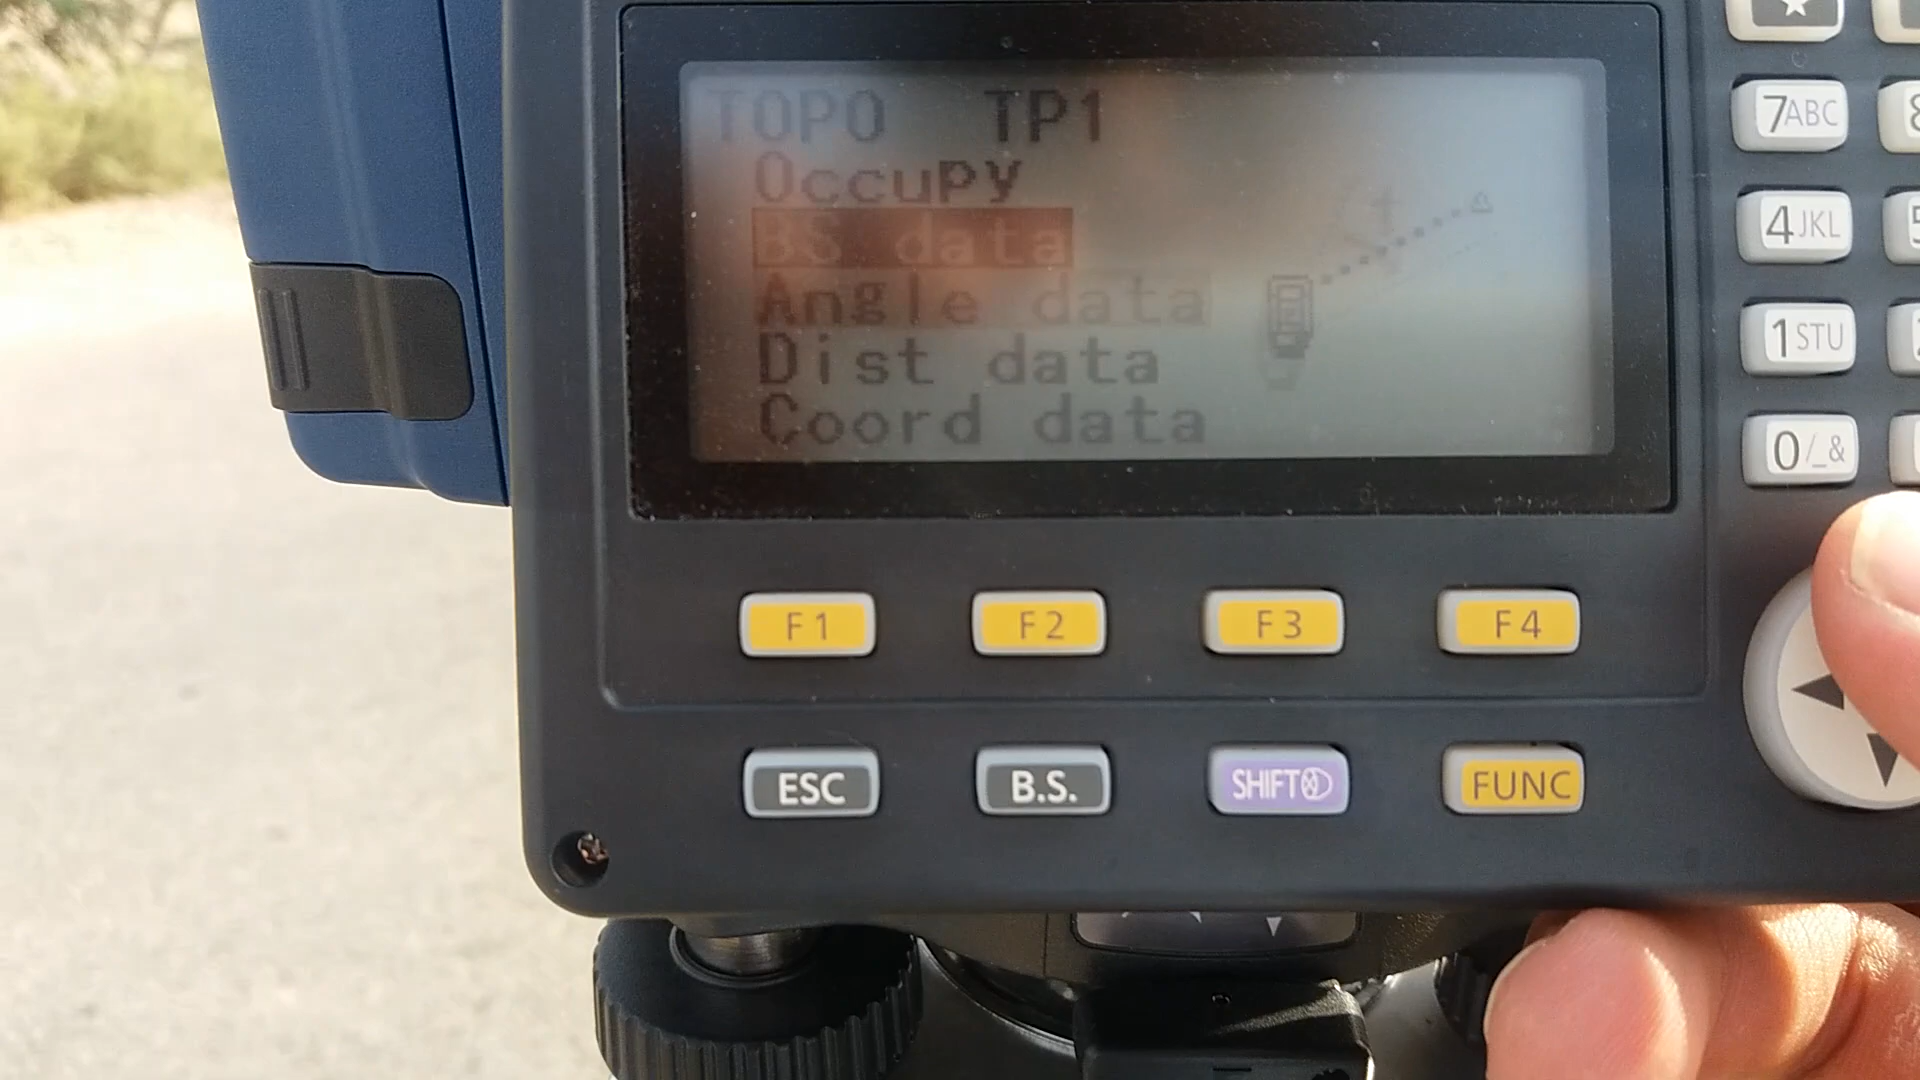 TOPO TP1
Occupy
BS data
Angle data
Dist data
Coord data
7ABC
4JKL
1STU
0/_&
F1 F2 F3 F4
ESC B.S. SHIFT FUNC